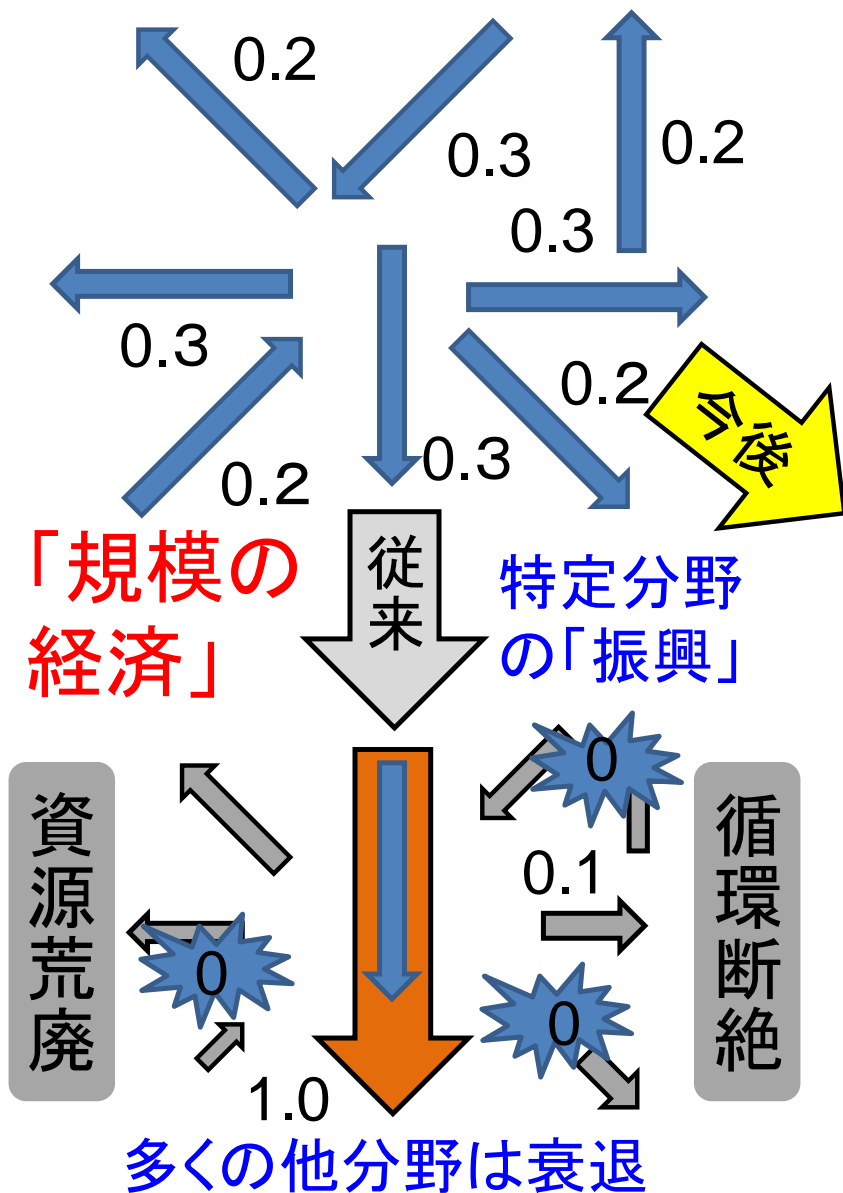 0.2
0.3
0.2
0.3
0.3
0.2
0.2
0.3
今後
「規模の
経済」
従来
特定分野
の「振興」
資源荒廃
0
0.1
0
0
循環断絶
1.0
多くの他分野は衰退